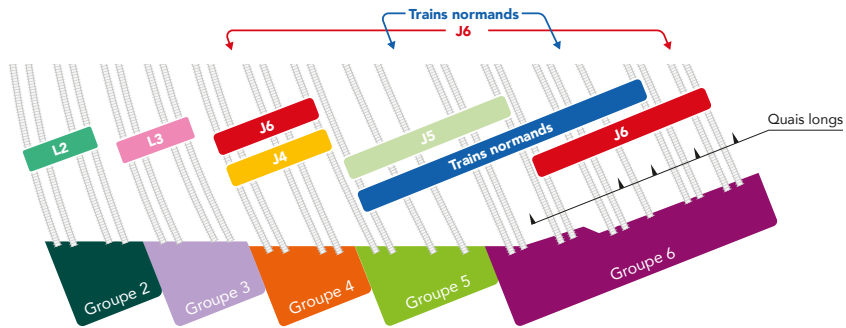 Trains normands
J6
Quais longs
L2
L3
J6
J4
J5
Trains normands
J6
Groupe 2
Groupe 3
Groupe 4
Groupe 5
Groupe 6